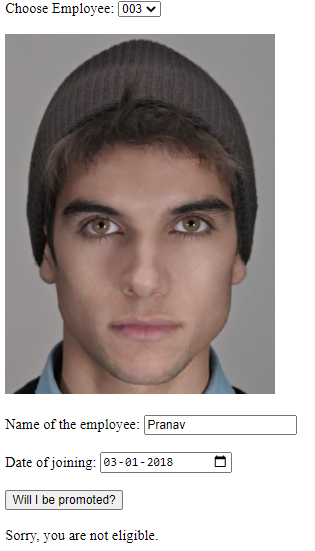 Choose Employee: 003
Name of the employee: Pranav
Date of joining: 03-01-2018
Will I be promoted?
Sorry, you are not eligible.